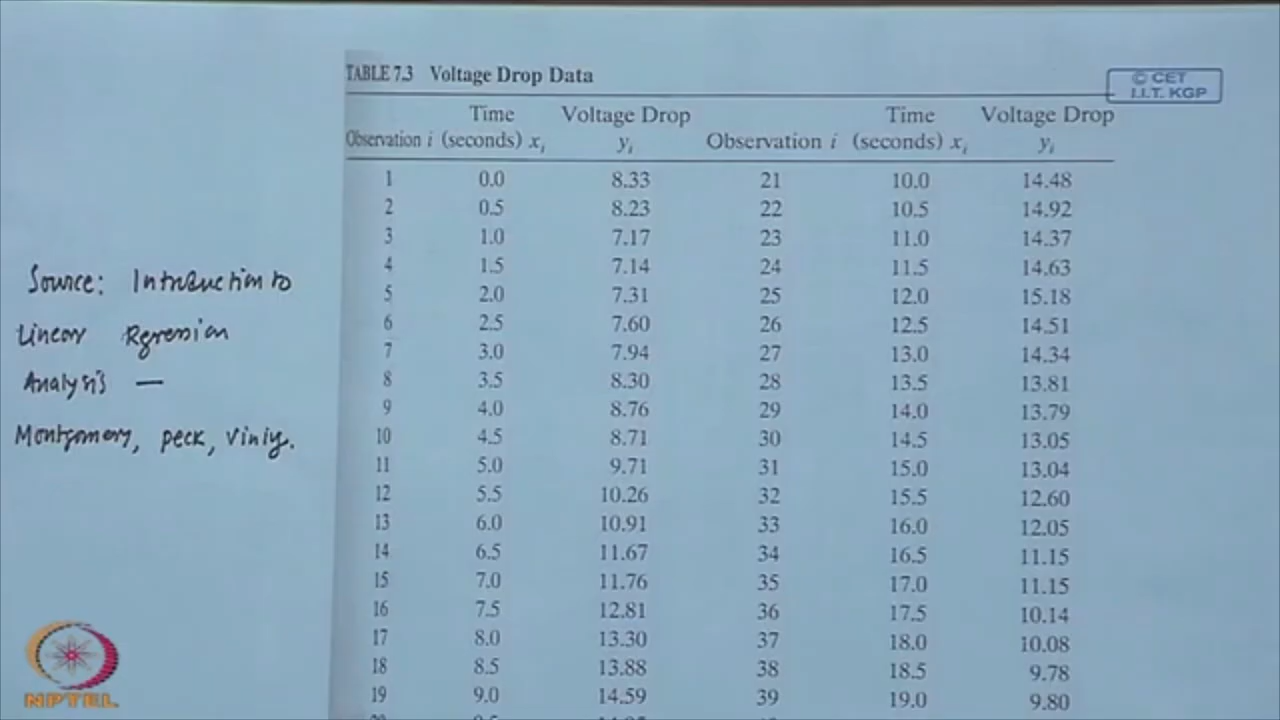 TABLE 7.3 Voltage Drop Data
© CET
I.I.T. KGP
Time Voltage Drop Time Voltage Drop
Observation i (seconds) xi yi Observation i (seconds) xi yi
1 0.0 8.33 21 10.0 14.48
2 0.5 8.23 22 10.5 14.92
3 1.0 7.17 23 11.0 14.37
4 1.5 7.14 24 11.5 14.63
5 2.0 7.31 25 12.0 15.18
6 2.5 7.60 26 12.5 14.51
7 3.0 7.94 27 13.0 14.34
8 3.5 8.30 28 13.5 13.81
9 4.0 8.76 29 14.0 13.79
10 4.5 8.71 30 14.5 13.05
11 5.0 9.71 31 15.0 13.04
12 5.5 10.26 32 15.5 12.60
13 6.0 10.91 33 16.0 12.05
14 6.5 11.67 34 16.5 11.15
15 7.0 11.76 35 17.0 11.15
16 7.5 12.81 36 17.5 10.14
17 8.0 13.30 37 18.0 10.08
18 8.5 13.88 38 18.5 9.78
19 9.0 14.59 39 19.0 9.80
Source: Introduction to
Linear Regression
Analysis —
Montgomery, peck, Viniy.
NPTEL